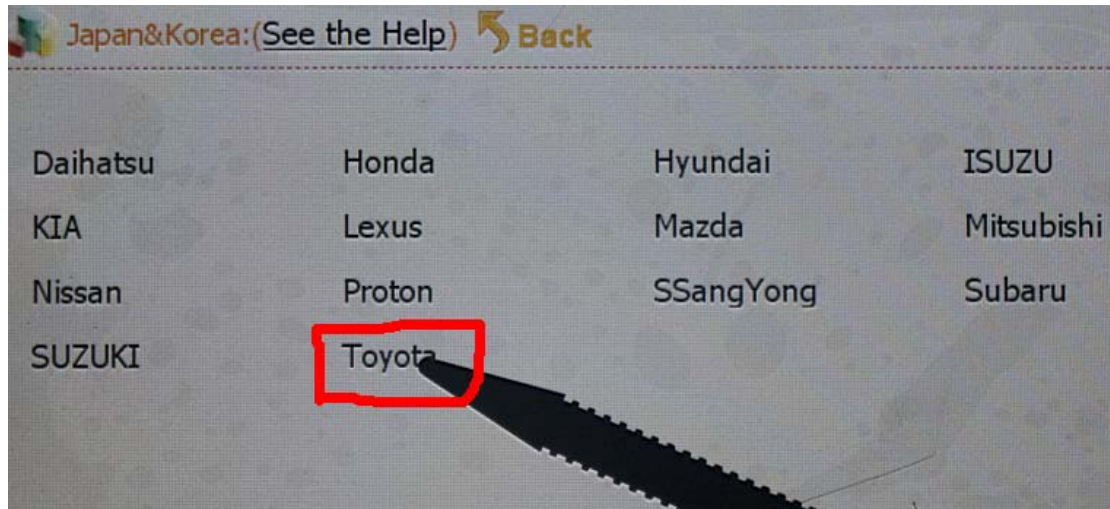 Japan&Korea:(See the Help) Back
Daihatsu Honda Hyundai ISUZU
KIA Lexus Mazda Mitsubishi
Nissan Proton SSangYong Subaru
SUZUKI Toyota